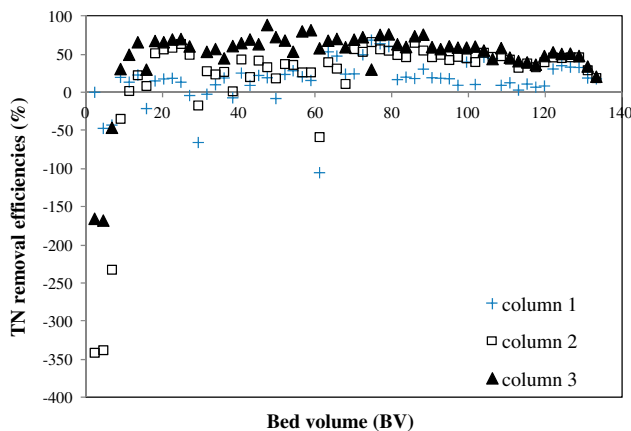 TN removal efficiencies (%)
100
50
0
-50
-100
-150
-200
-250
-300
-350
-400
0 20 40 60 80 100 120 140
column 1
column 2
column 3
Bed volume (BV)